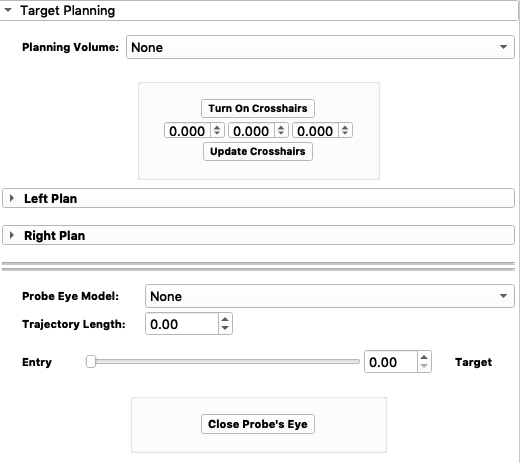 Target Planning
Planning Volume: None
Turn On Crosshairs
0.000 0.000 0.000
Update Crosshairs
Left Plan
Right Plan
Probe Eye Model: None
Trajectory Length: 0.00
Entry 0.00 Target
Close Probe's Eye